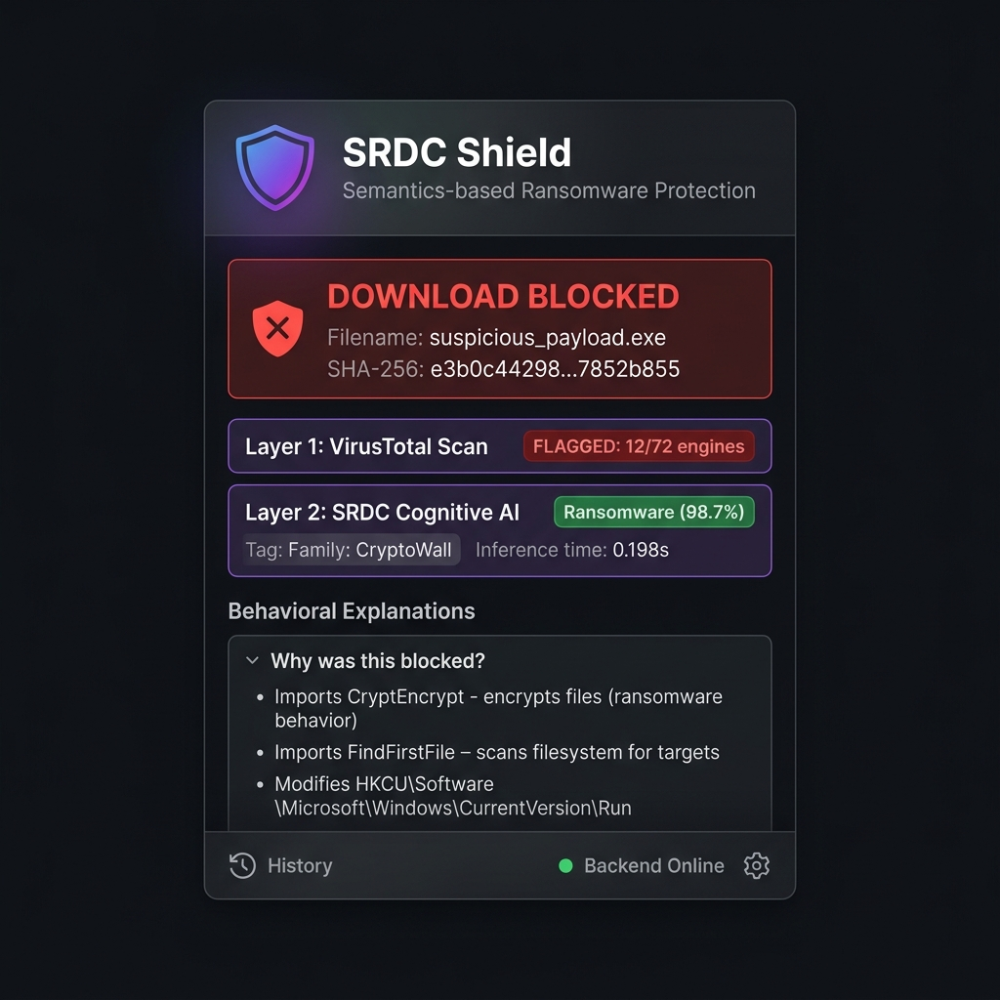 SRDC Shield
Semantics-based Ransomware Protection
DOWNLOAD BLOCKED
Filename: suspicious_payload.exe
SHA-256: e3b0c44298...7852b855
Layer 1: VirusTotal Scan
FLAGGED: 12/72 engines
Layer 2: SRDC Cognitive AI
Ransomware (98.7%)
Tag: Family: CryptoWall
Inference time: 0.198s
Behavioral Explanations
Why was this blocked?
• Imports CryptEncrypt - encrypts files (ransomware
behavior)
• Imports FindFirstFile – scans filesystem for targets
• Modifies HKCU\Software
\Microsoft\Windows\CurrentVersion\Run
History
Backend Online